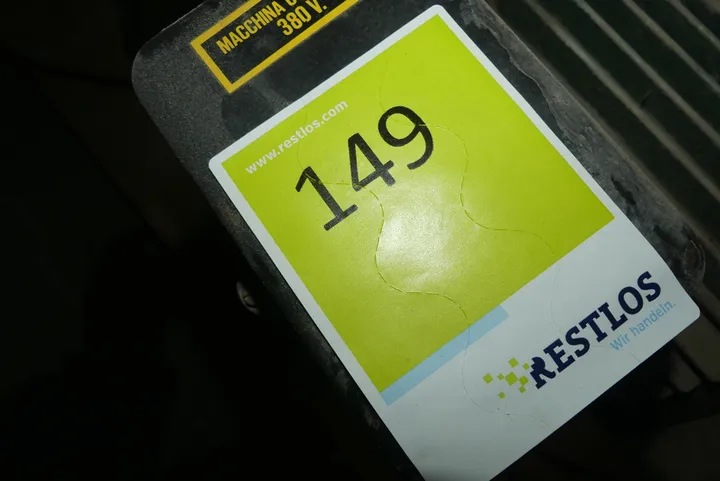 MACCHINA
380 V.
www.restlos.com
149
RESTLOS
Wir handeln.